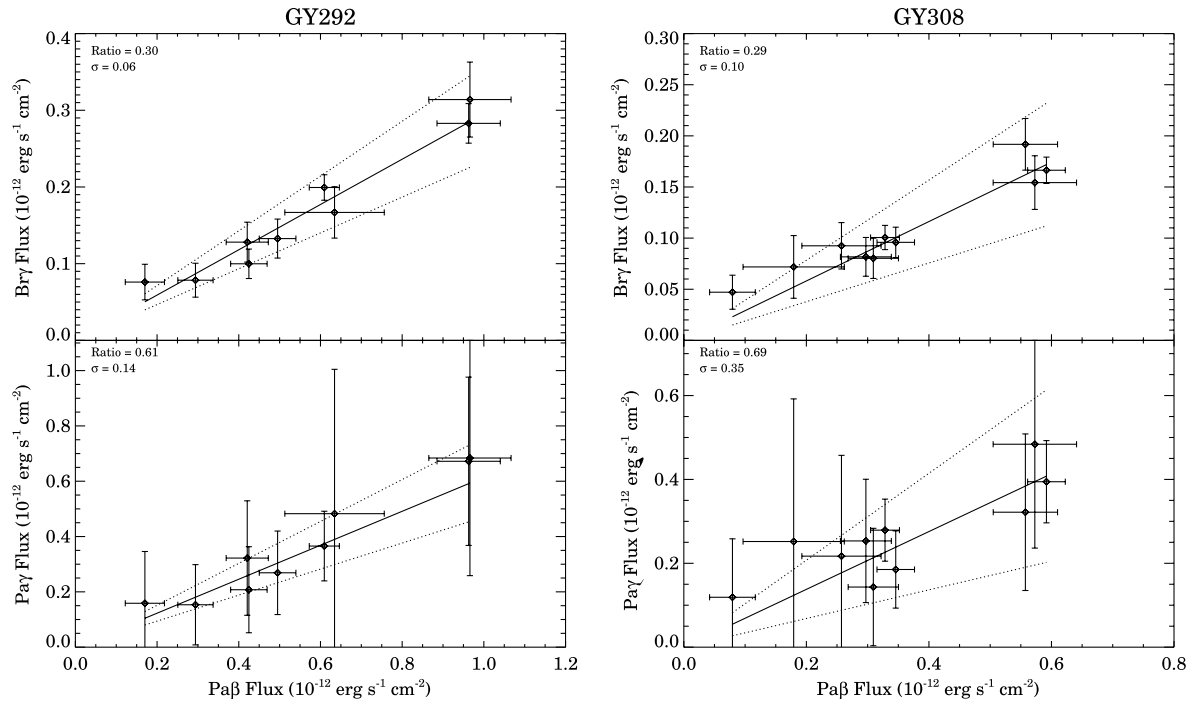 GY292
GY308
Ratio = 0.30
σ = 0.06
Brγ Flux (10⁻¹² erg s⁻¹ cm⁻²)
0.4
0.3
0.2
0.1
0.0
Ratio = 0.29
σ = 0.10
Brγ Flux (10⁻¹² erg s⁻¹ cm⁻²)
0.30
0.25
0.20
0.15
0.10
0.05
0.00
Ratio = 0.61
σ = 0.14
Paγ Flux (10⁻¹² erg s⁻¹ cm⁻²)
1.0
0.8
0.6
0.4
0.2
0.0
0.0 0.2 0.4 0.6 0.8 1.0 1.2
Paβ Flux (10⁻¹² erg s⁻¹ cm⁻²)
Ratio = 0.69
σ = 0.35
Paγ Flux (10⁻¹² erg s⁻¹ cm⁻²)
0.6
0.4
0.2
0.0
0.0 0.2 0.4 0.6 0.8
Paβ Flux (10⁻¹² erg s⁻¹ cm⁻²)